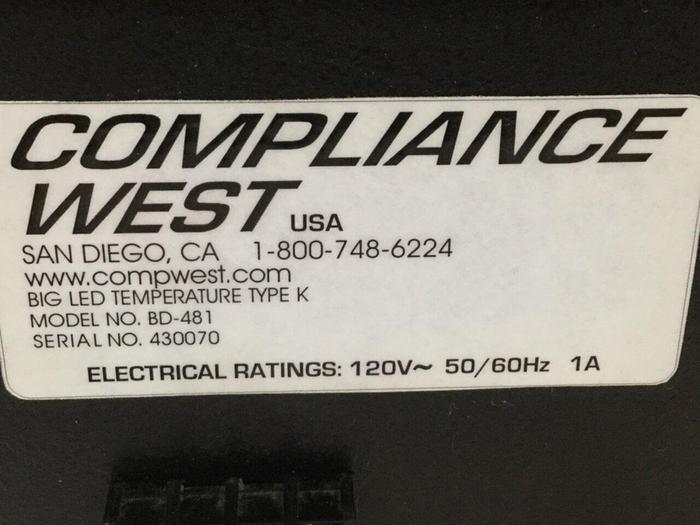 COMPLIANCE
WEST USA
SAN DIEGO, CA 1-800-748-6224
www.compwest.com
BIG LED TEMPERATURE TYPE K
MODEL NO. BD-481
SERIAL NO. 430070
ELECTRICAL RATINGS: 120V~ 50/60Hz 1A